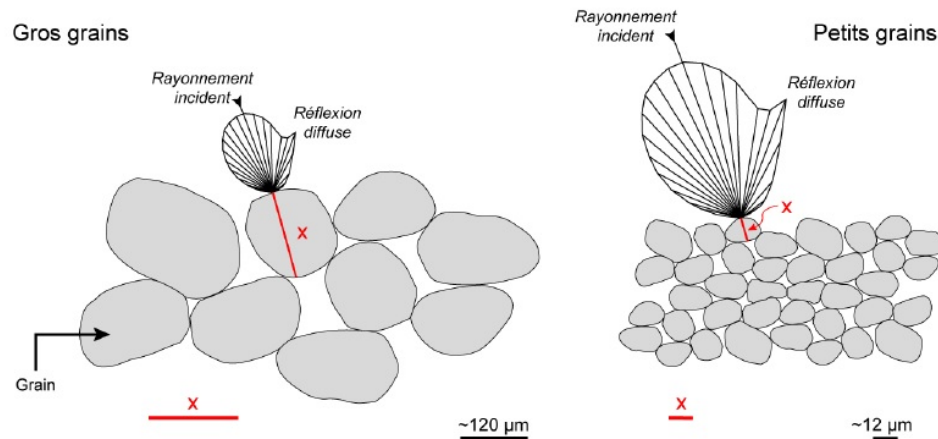 Gros grains
Rayonnement
incident
Réflexion
diffuse
X
Grain
X
~120 µm
Rayonnement
incident
Petits grains
Réflexion
diffuse
X
X
~12 µm